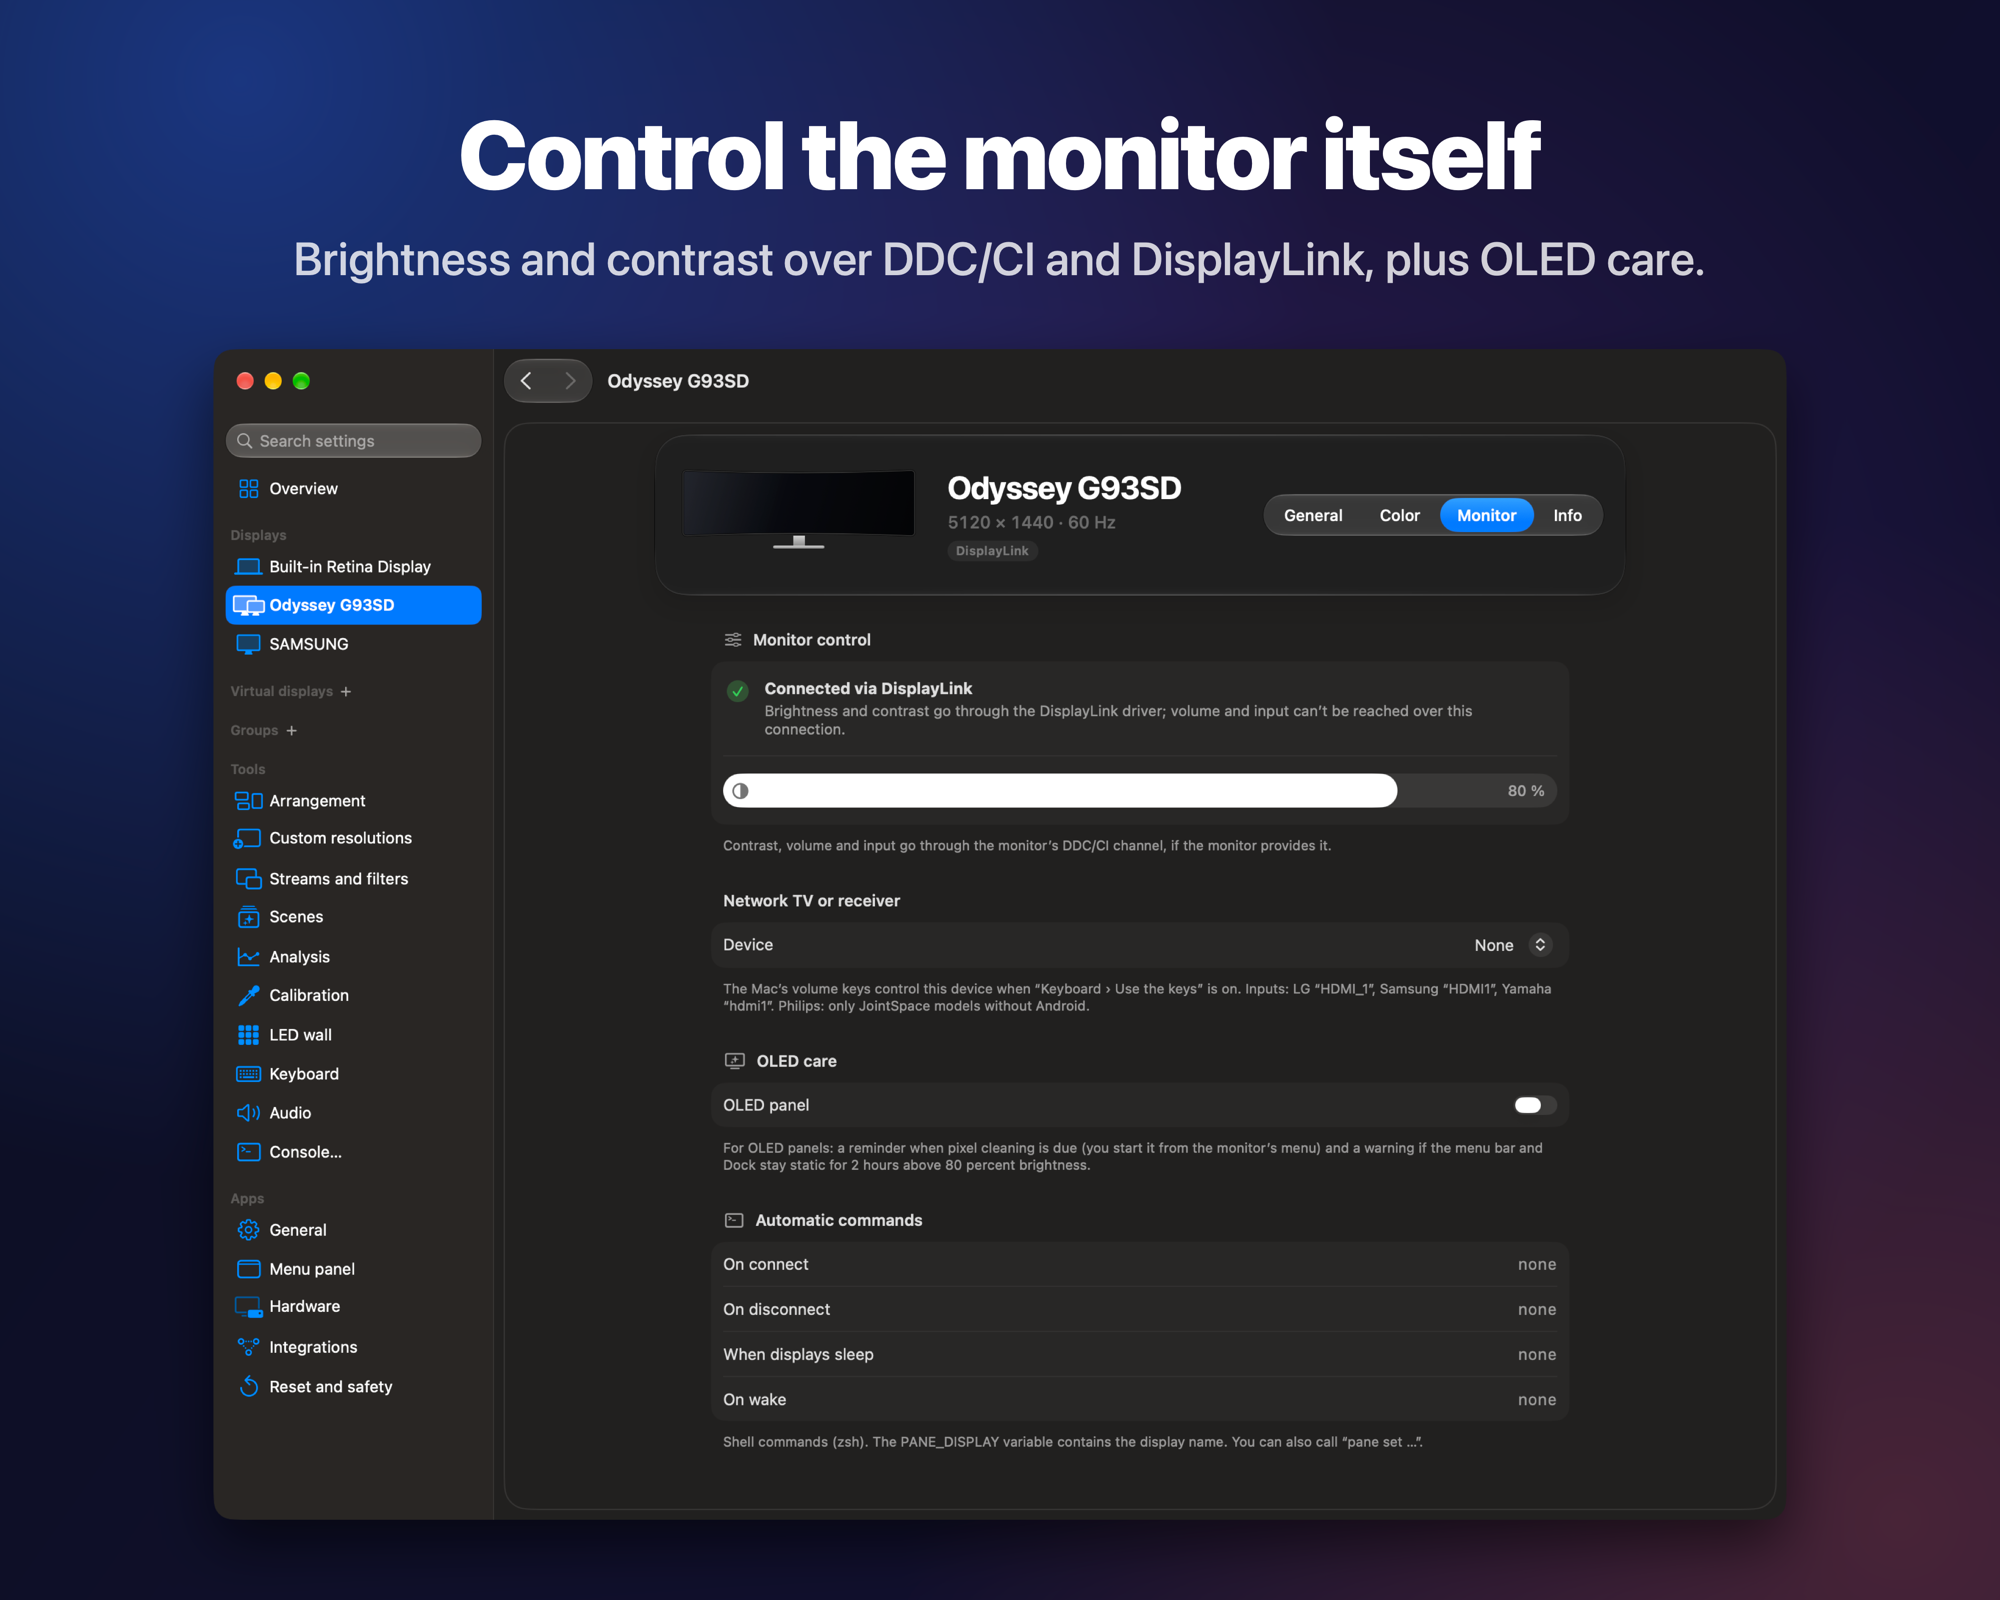 Control the monitor itself
Brightness and contrast over DDC/CI and DisplayLink, plus OLED care.
Search settings
Overview
Displays
Built-in Retina Display
Odyssey G93SD
SAMSUNG
Virtual displays +
Groups +
Tools
Arrangement
Custom resolutions
Streams and filters
Scenes
Analysis
Calibration
LED wall
Keyboard
Audio
Console...
Apps
General
Menu panel
Hardware
Integrations
Reset and safety
Odyssey G93SD
Odyssey G93SD
5120 × 1440 · 60 Hz
DisplayLink
General Color Monitor Info
Monitor control
Connected via DisplayLink
Brightness and contrast go through the DisplayLink driver; volume and input can’t be reached over this
connection.
80 %
Contrast, volume and input go through the monitor’s DDC/CI channel, if the monitor provides it.
Network TV or receiver
Device None
The Mac’s volume keys control this device when “Keyboard › Use the keys” is on. Inputs: LG “HDMI_1”, Samsung “HDMI1”, Yamaha
“hdmi1”. Philips: only JointSpace models without Android.
OLED care
OLED panel
For OLED panels: a reminder when pixel cleaning is due (you start it from the monitor’s menu) and a warning if the menu bar and
Dock stay static for 2 hours above 80 percent brightness.
Automatic commands
On connect none
On disconnect none
When displays sleep none
On wake none
Shell commands (zsh). The PANE_DISPLAY variable contains the display name. You can also call “pane set ...”.